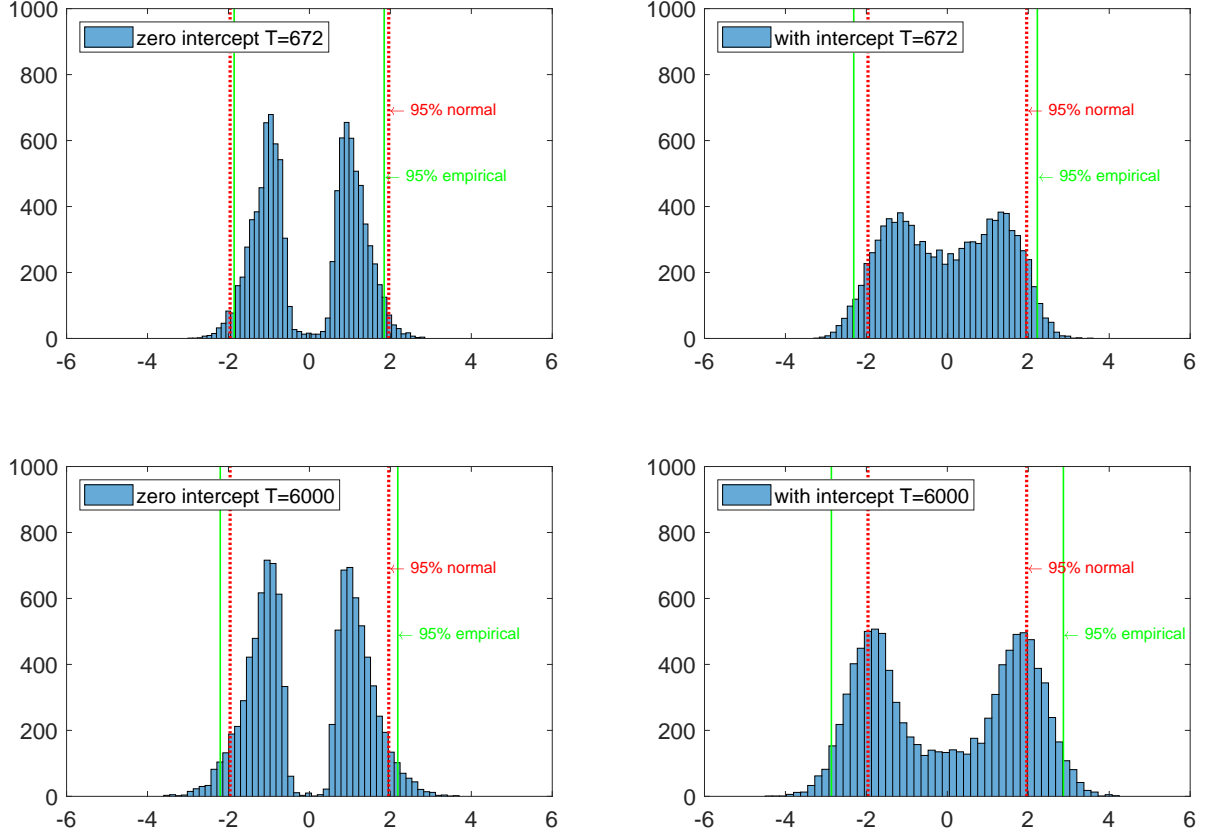 1000
zero intercept T=672
800
95% normal
600
95% empirical
400
200
0
-6 -4 -2 0 2 4 6
1000
with intercept T=672
800
95% normal
600
95% empirical
400
200
0
-6 -4 -2 0 2 4 6
1000
zero intercept T=6000
800
95% normal
600
95% empirical
400
200
0
-6 -4 -2 0 2 4 6
1000
with intercept T=6000
800
95% normal
600
95% empirical
400
200
0
-6 -4 -2 0 2 4 6